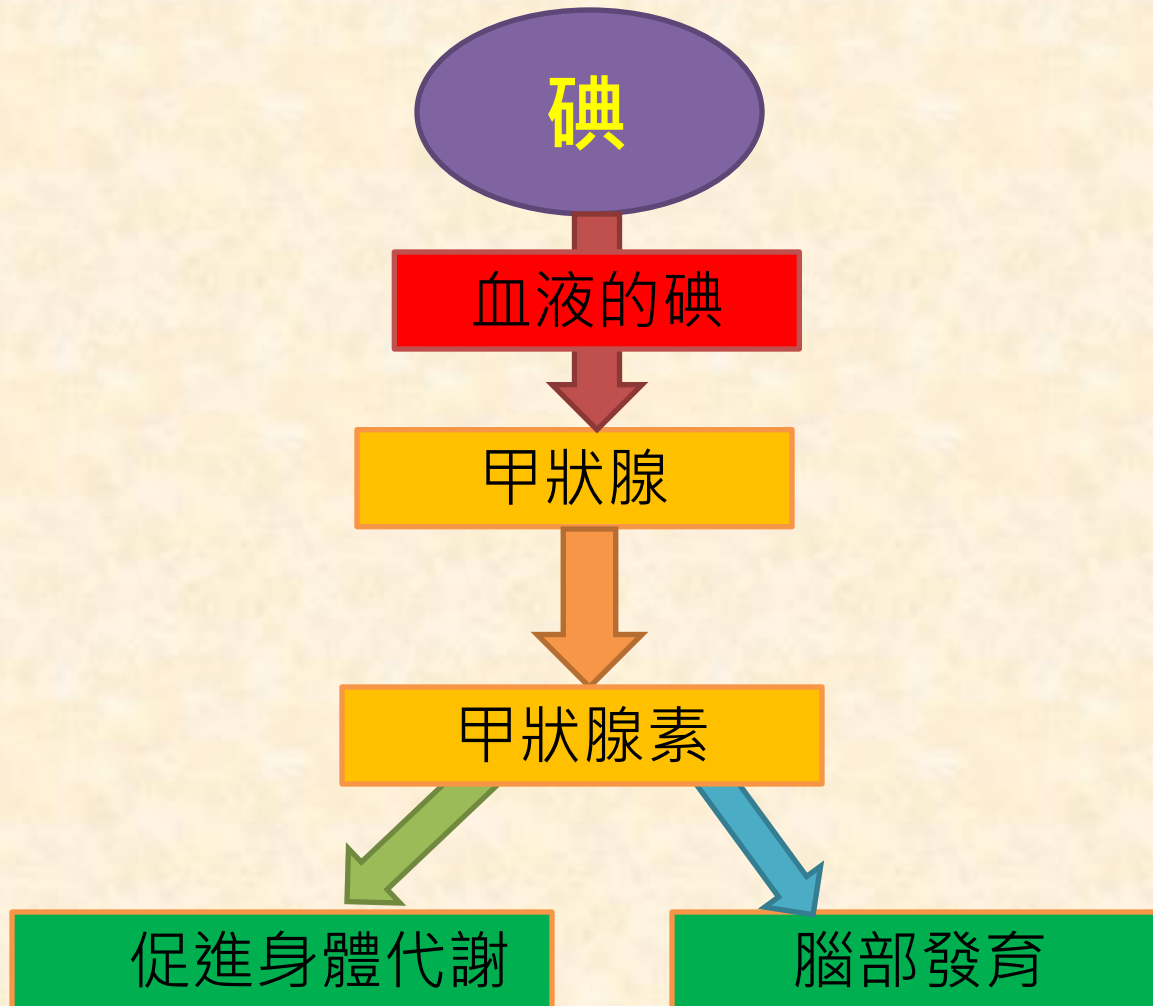 碘
血液的碘
甲狀腺
甲狀腺素
促進身體代謝
腦部發育